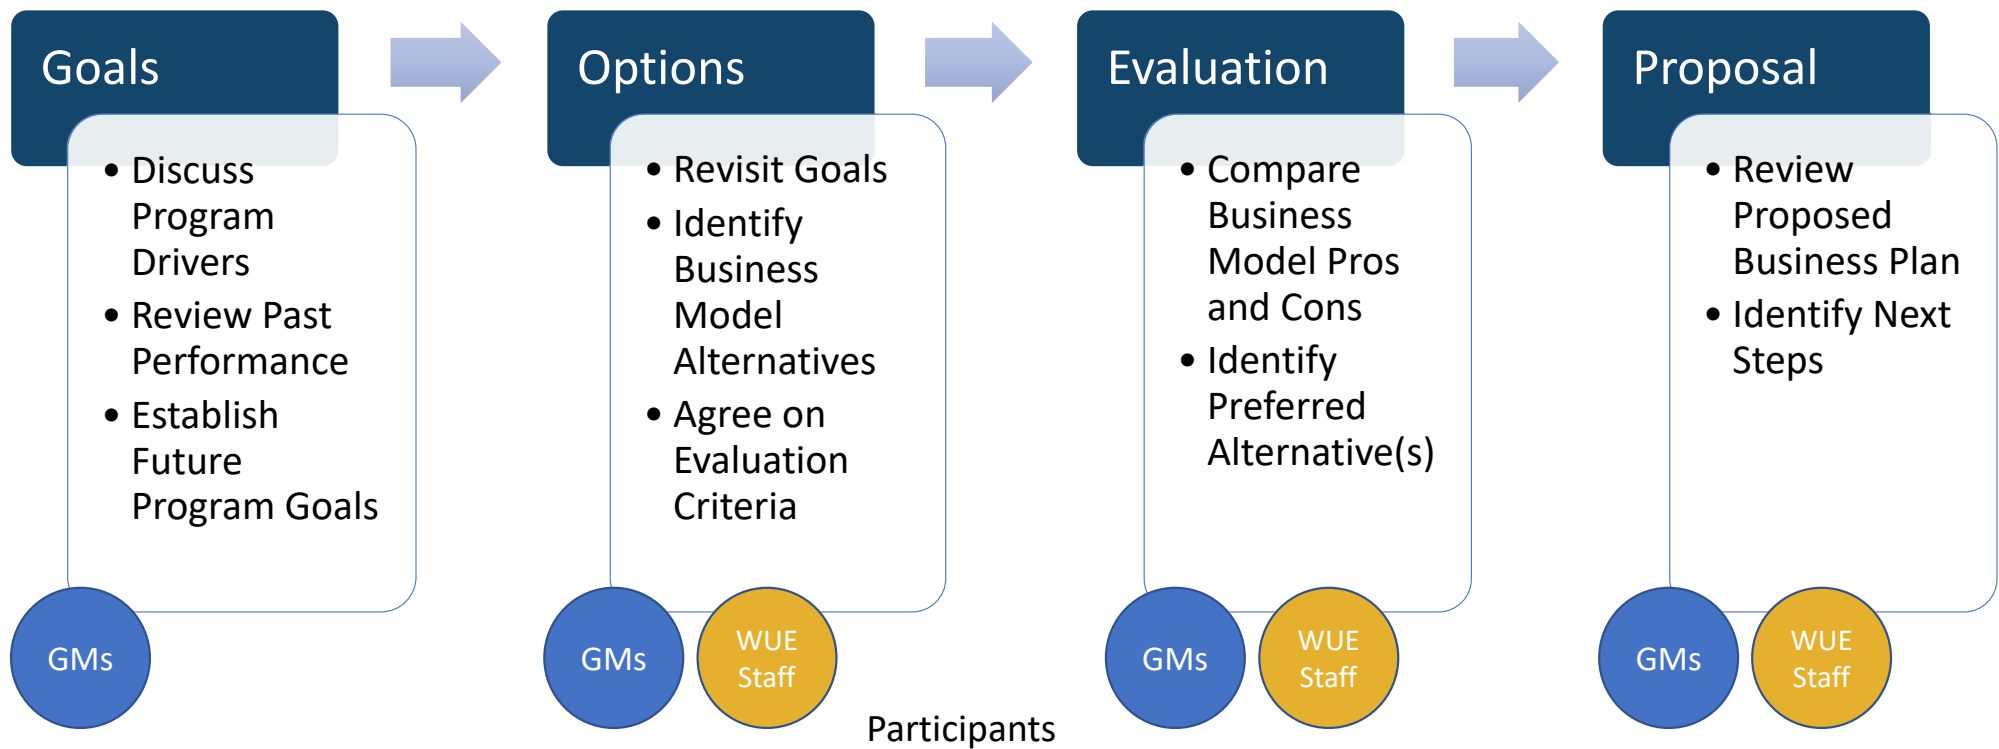 Goals
• Discuss
Program
Drivers
• Review Past
Performance
• Establish
Future
Program Goals
GMs
Options
• Revisit Goals
• Identify
Business
Model
Alternatives
• Agree on
Evaluation
Criteria
GMs
WUE
Staff
Evaluation
• Compare
Business
Model Pros
and Cons
• Identify
Preferred
Alternative(s)
GMs
WUE
Staff
Proposal
• Review
Proposed
Business Plan
• Identify Next
Steps
GMs
WUE
Staff
Participants